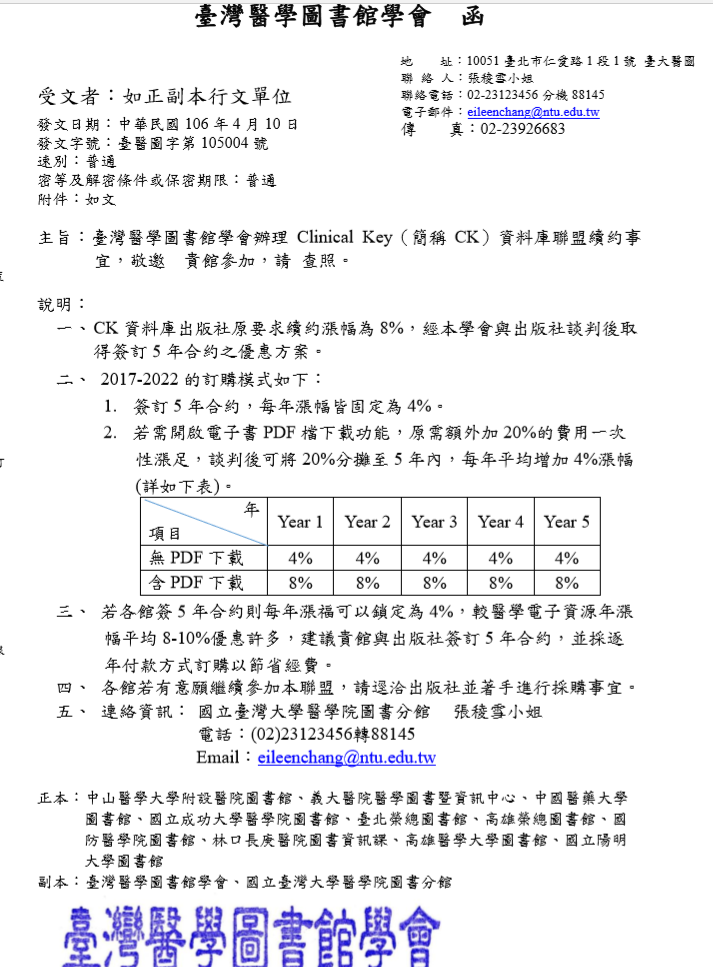 臺灣醫學圖書館學會 函
地 址：10051 臺北市仁愛路1段1號 臺大醫圖
聯 絡 人：張稜雪小姐
聯絡電話：02-23123456 分機 88145
電子郵件：eileenchang@ntu.edu.tw
傳 真：02-23926683
受文者：如正副本行文單位
發文日期：中華民國 106 年 4 月 10 日
發文字號：臺醫圖字第 105004 號
速別：普通
密等及解密條件或保密期限：普通
附件：如文
主旨：臺灣醫學圖書館學會辦理 Clinical Key（簡稱 CK）資料庫聯盟續約事
宜，敬邀 貴館參加，請 查照。
說明：
一、CK 資料庫出版社原要求續約漲幅為 8%，經本學會與出版社談判後取
得簽訂 5 年合約之優惠方案。
二、 2017-2022 的訂購模式如下：
1. 簽訂 5 年合約，每年漲幅皆固定為 4%。
2. 若需開啟電子書 PDF 檔下載功能，原需額外加 20%的費用一次
性漲足，談判後可將 20%分攤至 5 年內，每年平均增加 4%漲幅
(詳如下表)。
年
項目 Year 1 Year 2 Year 3 Year 4 Year 5
無 PDF 下載 4% 4% 4% 4% 4%
含 PDF 下載 8% 8% 8% 8% 8%
三、 若各館簽 5 年合約則每年漲福可以鎖定為 4%，較醫學電子資源年漲
幅平均 8-10%優惠許多，建議貴館與出版社簽訂 5 年合約，並採逐
年付款方式訂購以節省經費。
四、 各館若有意願繼續參加本聯盟，請逕洽出版社並著手進行採購事宜。
五、 連絡資訊： 國立臺灣大學醫學院圖書分館 張稜雪小姐
電話：(02)23123456轉88145
Email：eileenchang@ntu.edu.tw
正本：中山醫學大學附設醫院圖書館、義大醫院醫學圖書暨資訊中心、中國醫藥大學
圖書館、國立成功大學醫學院圖書館、臺北榮總圖書館、高雄榮總圖書館、國
防醫學院圖書館、林口長庚醫院圖書資訊課、高雄醫學大學圖書館、國立陽明
大學圖書館
副本：臺灣醫學圖書館學會、國立臺灣大學醫學院圖書分館
臺灣醫學圖書館學會